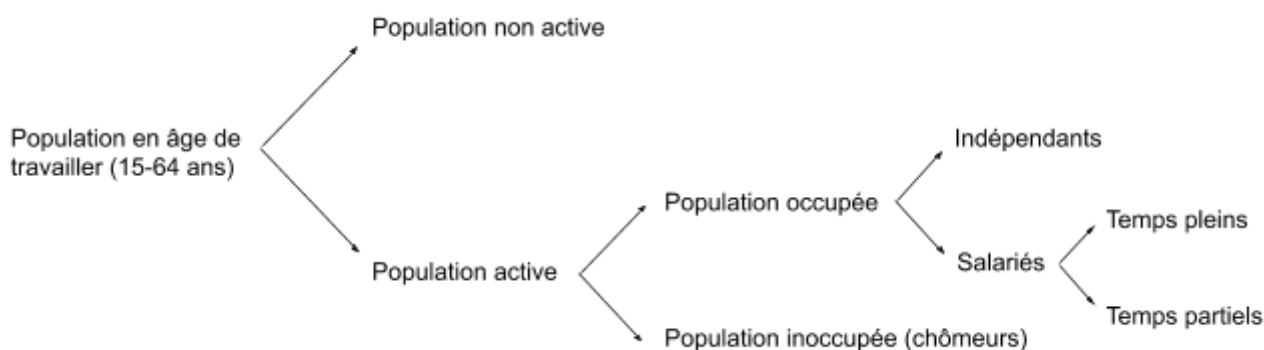 Population non active
Population en âge de
travailler (15-64 ans)
Indépendants
Population occupée
Temps pleins
Salariés
Population active
Temps partiels
Population inoccupée (chômeurs)